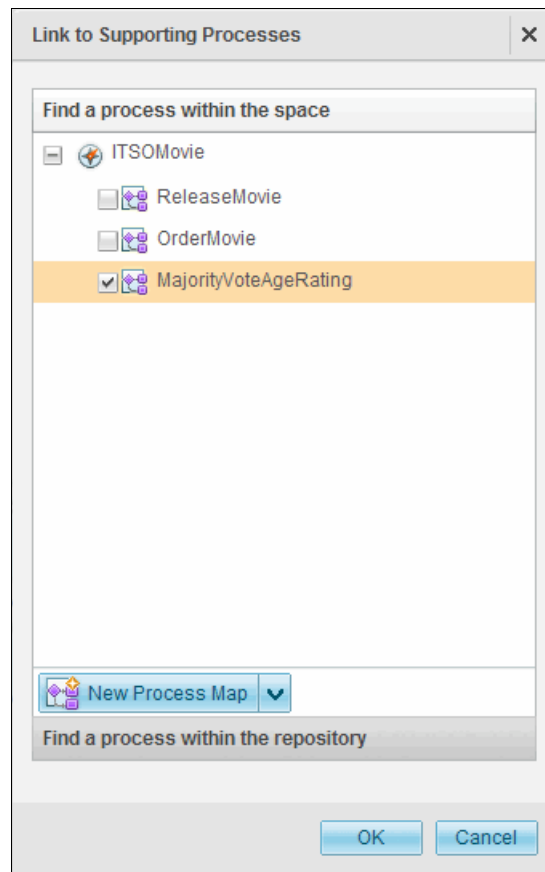 Link to Supporting Processes
Find a process within the space
ITSOMovie
ReleaseMovie
OrderMovie
MajorityVoteAgeRating
New Process Map
Find a process within the repository
OK Cancel